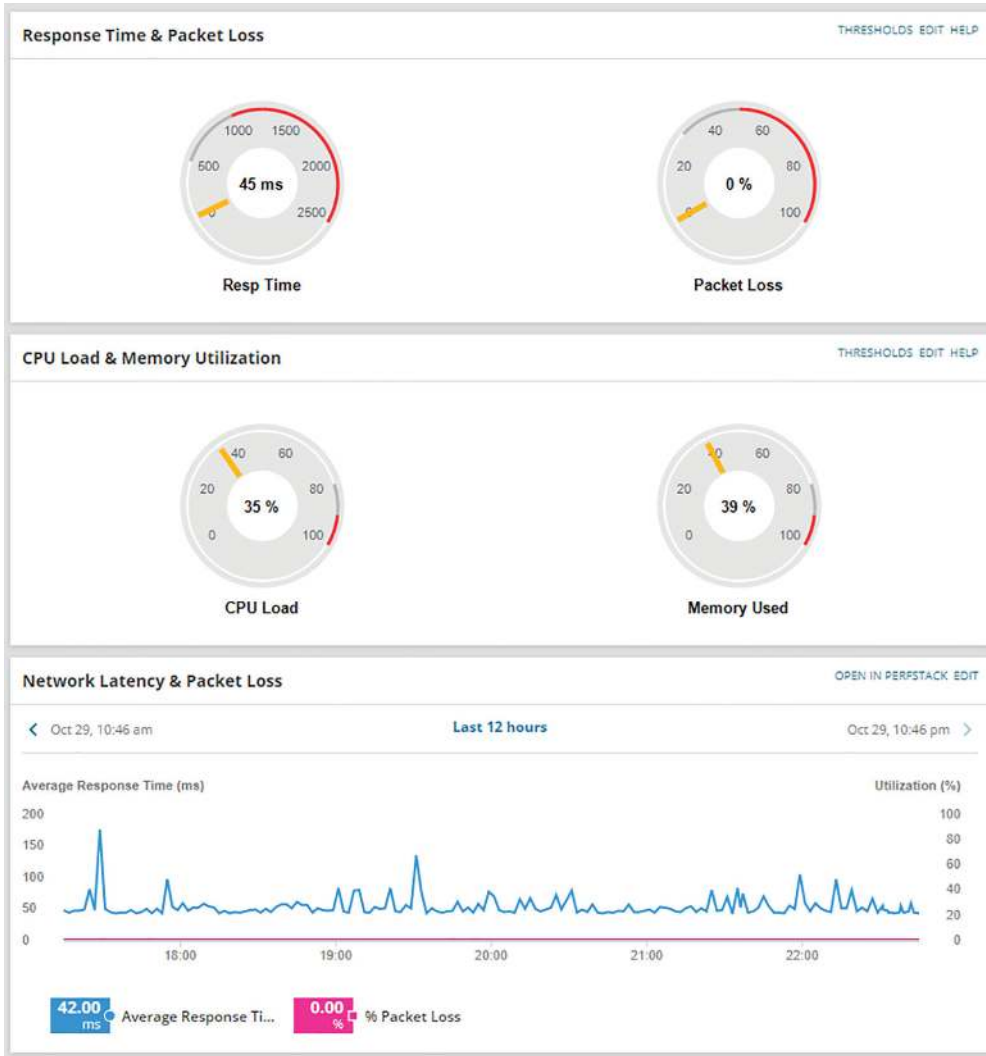 Response Time & Packet Loss
THRESHOLDS EDIT HELP
0
500
1000
1500
2000
2500
45 ms
Resp Time
0
20
40
60
80
100
0 %
Packet Loss
CPU Load & Memory Utilization
THRESHOLDS EDIT HELP
0
20
40
60
80
100
35 %
CPU Load
0
20
40
60
80
100
39 %
Memory Used
Network Latency & Packet Loss
OPEN IN PERFSTACK EDIT
Oct 29, 10:46 am
Last 12 hours
Oct 29, 10:46 pm
Average Response Time (ms)
Utilization (%)
200
150
100
50
0
100
80
60
40
20
0
18:00 19:00 20:00 21:00 22:00
42.00 ms
Average Response Ti...
0.00 %
% Packet Loss